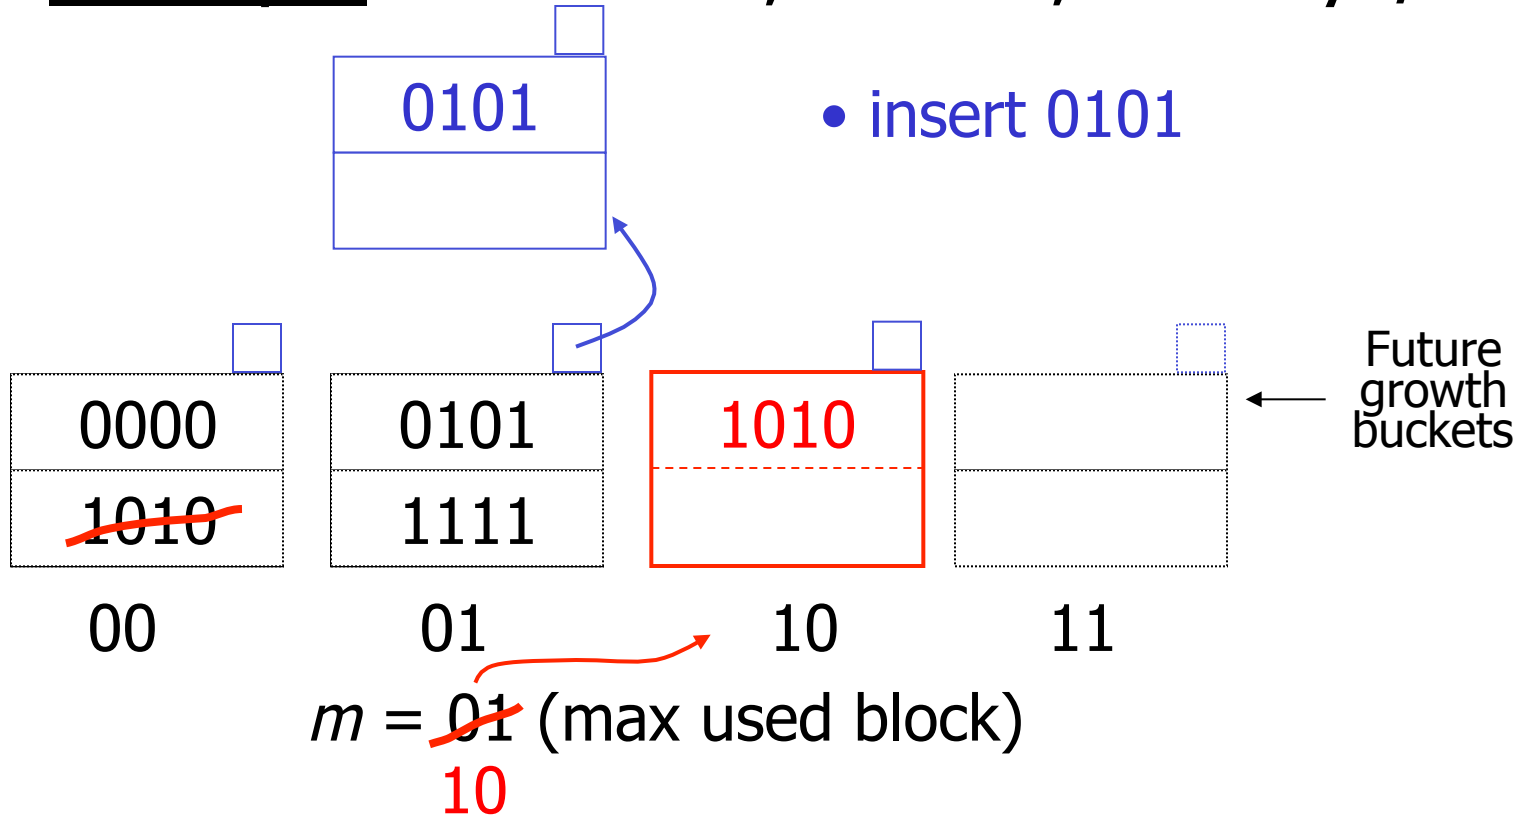 0101
• insert 0101
Future
growth
buckets
0000
0101
1010
1010
1111
00
01
10
11
m = 01 (max used block)
10